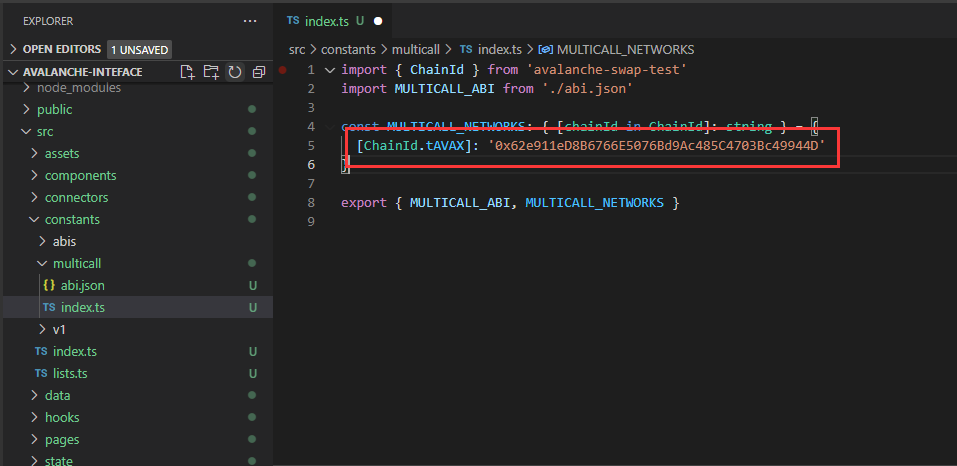 EXPLORER
···
OPEN EDITORS 1 UNSAVED
AVALANCHE-INTEFACE
node_modules
public
src
assets
components
connectors
constants
abis
multicall
{} abi.json U
TS index.ts U
v1
TS index.ts U
TS lists.ts U
data
hooks
pages
state
TS index.ts U
src > constants > multicall > TS index.ts > MULTICALL_NETWORKS
1 import { ChainId } from 'avalanche-swap-test'
2 import MULTICALL_ABI from './abi.json'
3
4 const MULTICALL_NETWORKS: { [chainId in ChainId]: string } = {
5 [ChainId.tAVAX]: '0x62e911eD8B6766E5076Bd9Ac485C4703Bc49944D'
6 }
7
8 export { MULTICALL_ABI, MULTICALL_NETWORKS }
9